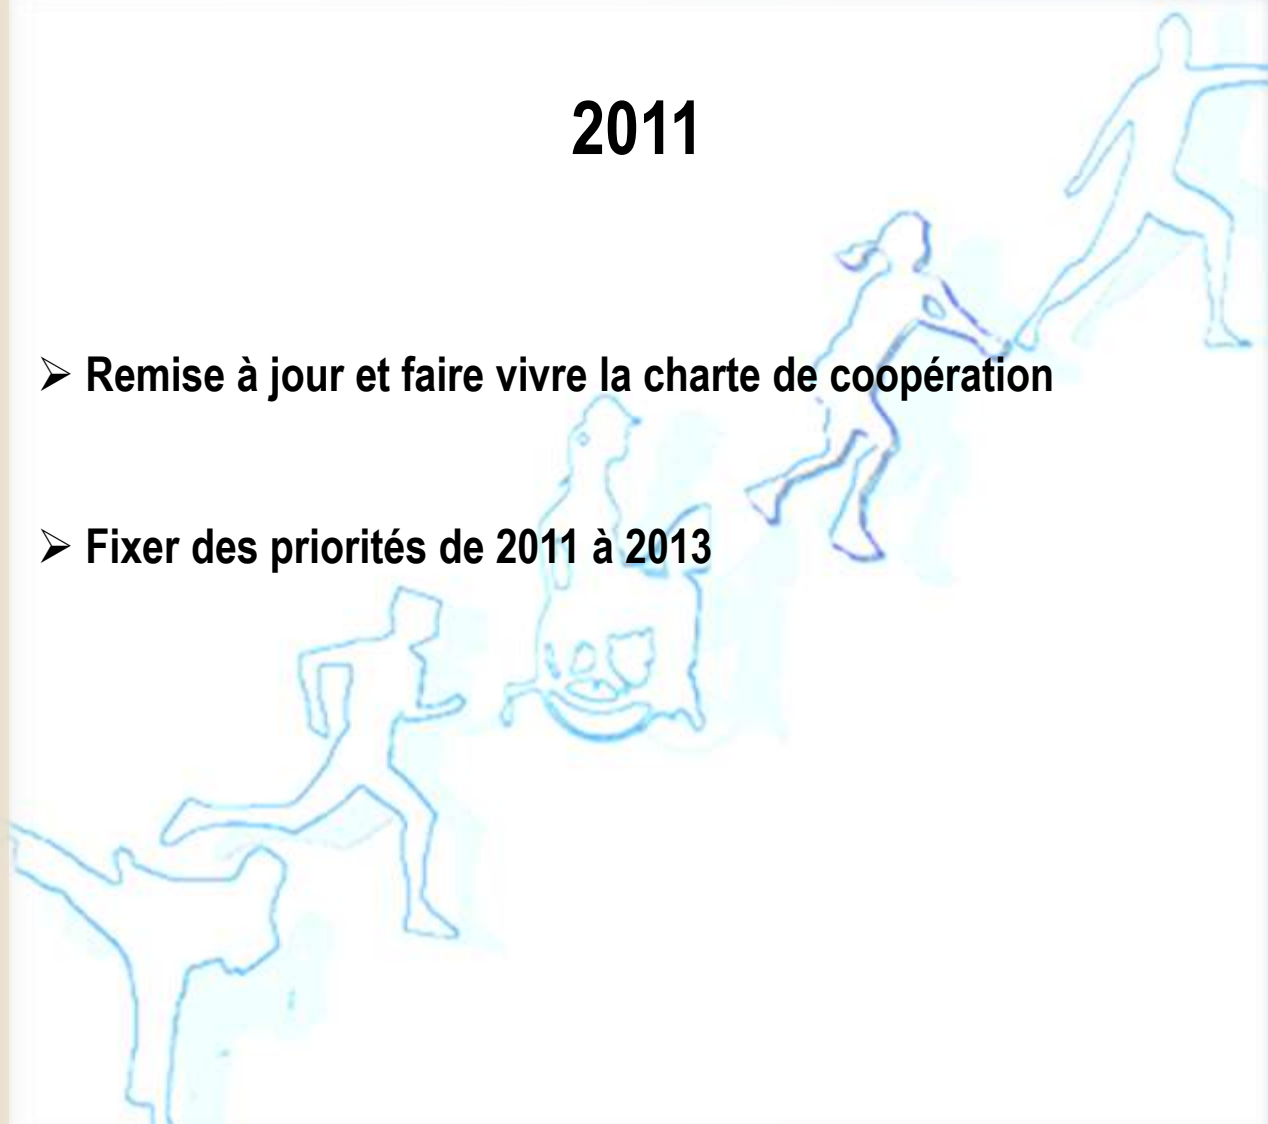 2011
➢ Remise à jour et faire vivre la charte de coopération
➢ Fixer des priorités de 2011 à 2013